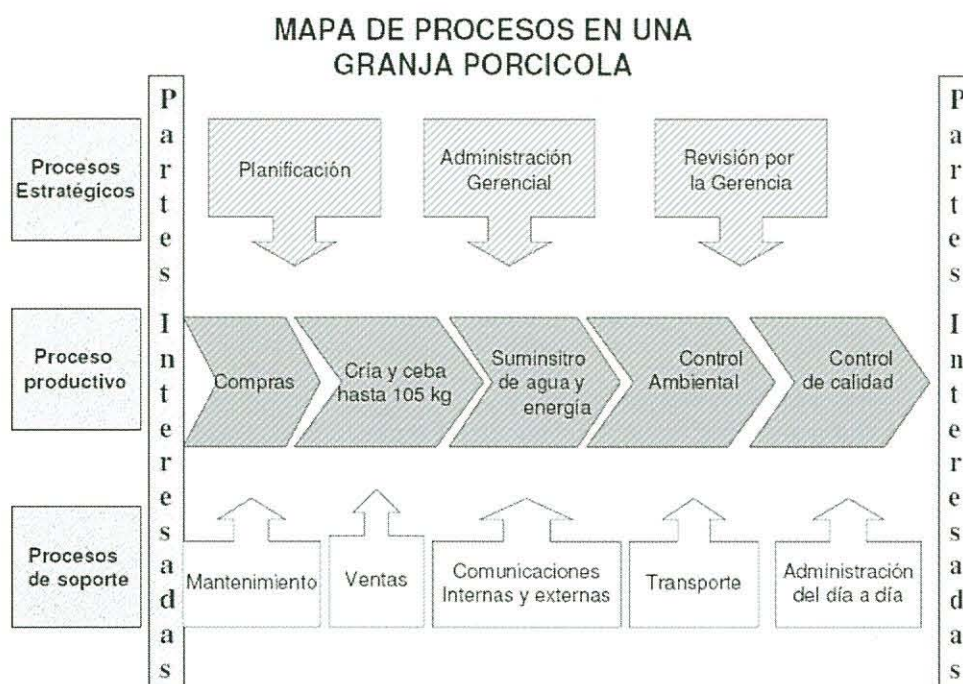 MAPA DE PROCESOS EN UNA
GRANJA PORCICOLA
Partes Interesadas
Procesos
Estratégicos
Planificación
Administración
Gerencial
Revisión por
la Gerencia
Proceso
productivo
Compras
Cría y ceba
hasta 105 kg
Suminsitro
de agua y
energía
Control
Ambiental
Control
de calidad
Procesos
de soporte
Mantenimiento
Ventas
Comunicaciones
Internas y externas
Transporte
Administración
del día a día
Partes Interesadas